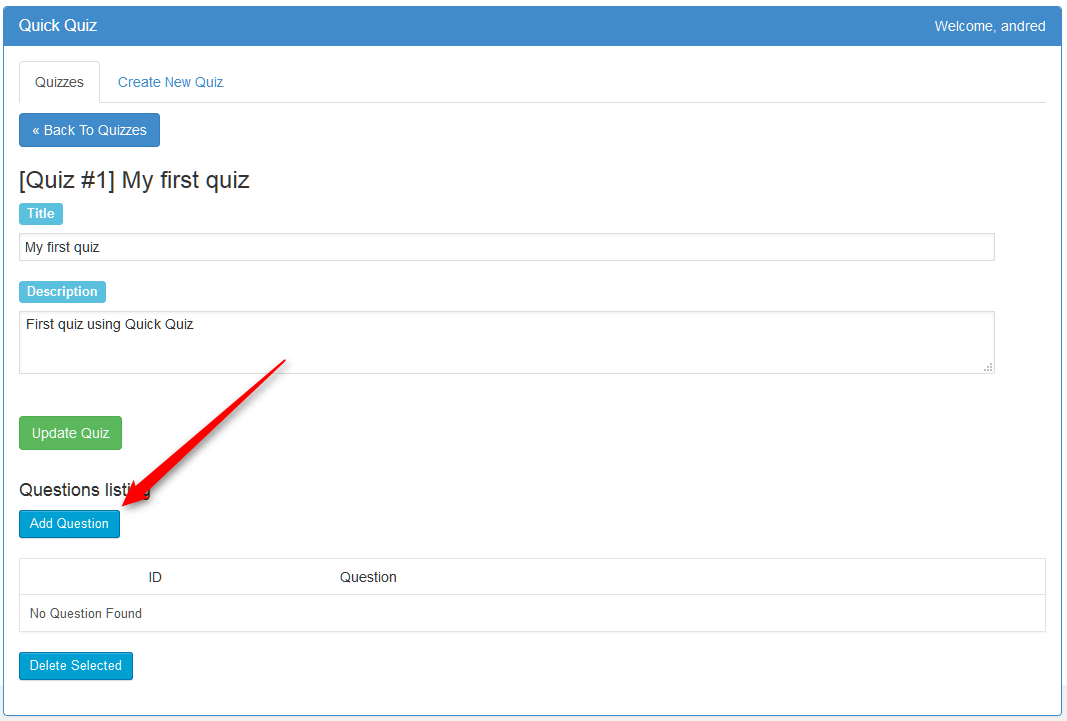 Quick Quiz
Welcome, andred
Quizzes
Create New Quiz
« Back To Quizzes
[Quiz #1] My first quiz
Title
My first quiz
Description
First quiz using Quick Quiz
Update Quiz
Questions listing
Add Question
ID Question
No Question Found
Delete Selected